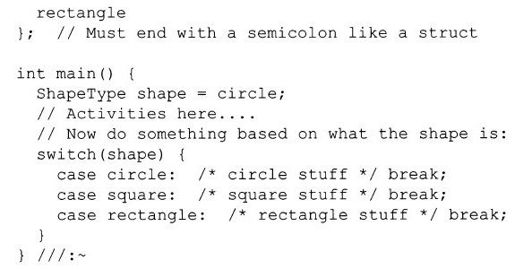 rectangle
};  // Must end with a semicolon like a struct
int main() {
ShapeType shape = circle;
// Activities here....
// Now do something based on what the shape is:
switch(shape) {
case circle:  /* circle stuff */ break;
case square:  /* square stuff */ break;
case rectangle:  /* rectangle stuff */ break;
}
} ///:~